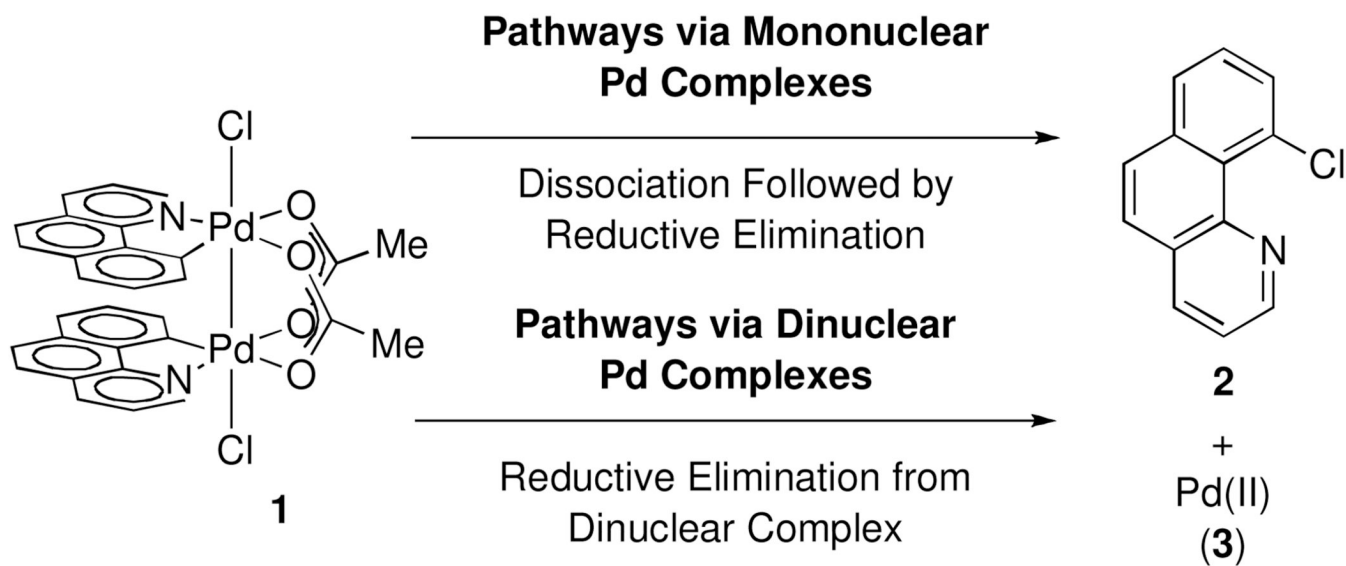 Pathways via Mononuclear
Pd Complexes
Dissociation Followed by
Reductive Elimination
Pathways via Dinuclear
Pd Complexes
Reductive Elimination from
Dinuclear Complex
Cl
N
Pd
O
O
Me
Pd
N
O
O
Me
Cl
1
Cl
N
2
+
Pd(II)
(3)